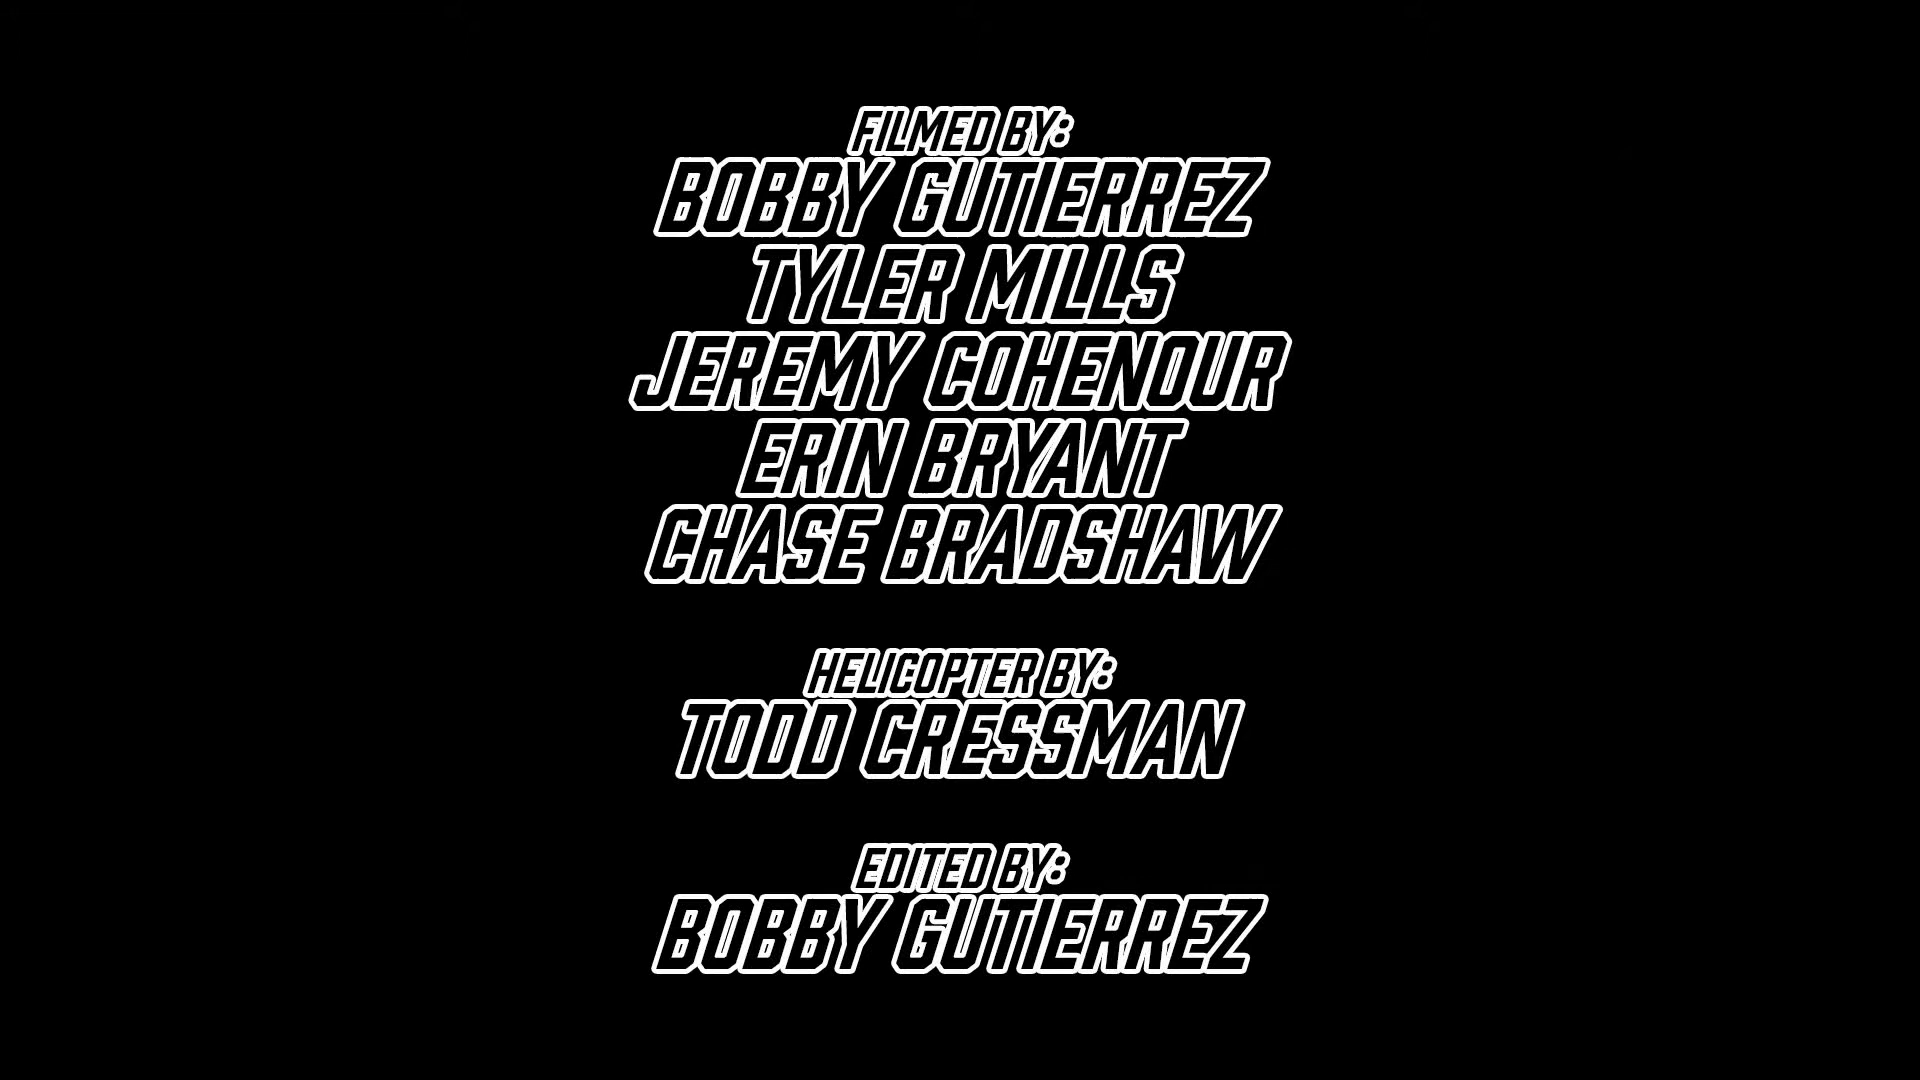 FILMED BY:
BOBBY GUTIERREZ
TYLER MILLS
JEREMY COHENOUR
ERIN BRYANT
CHASE BRADSHAW
HELICOPTER BY:
TODD CRESSMAN
EDITED BY:
BOBBY GUTIERREZ